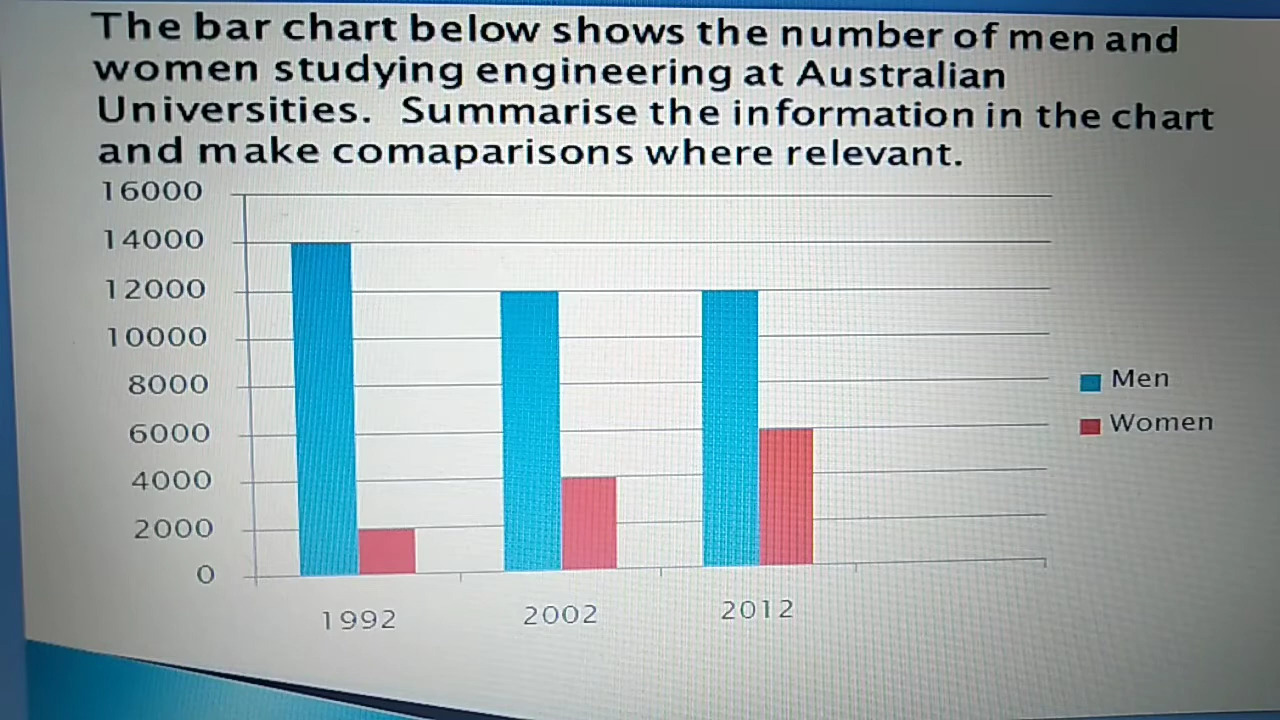 The bar chart below shows the number of men and
women studying engineering at Australian
Universities. Summarise the information in the chart
and make comaparisons where relevant.
16000
14000
12000
10000
8000
6000
4000
2000
0
1992 2002 2012
Men
Women